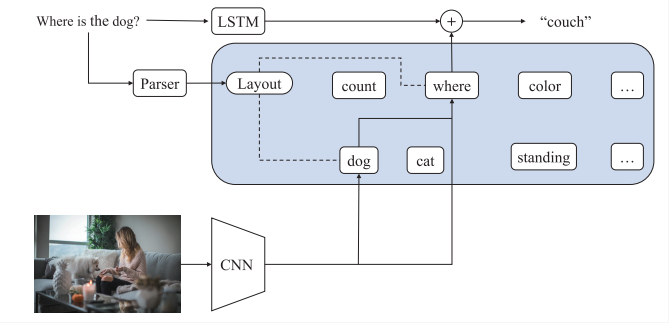 Where is the dog?
LSTM
+
“couch”
Parser
Layout
count
where
color
…
dog
cat
standing
…
CNN